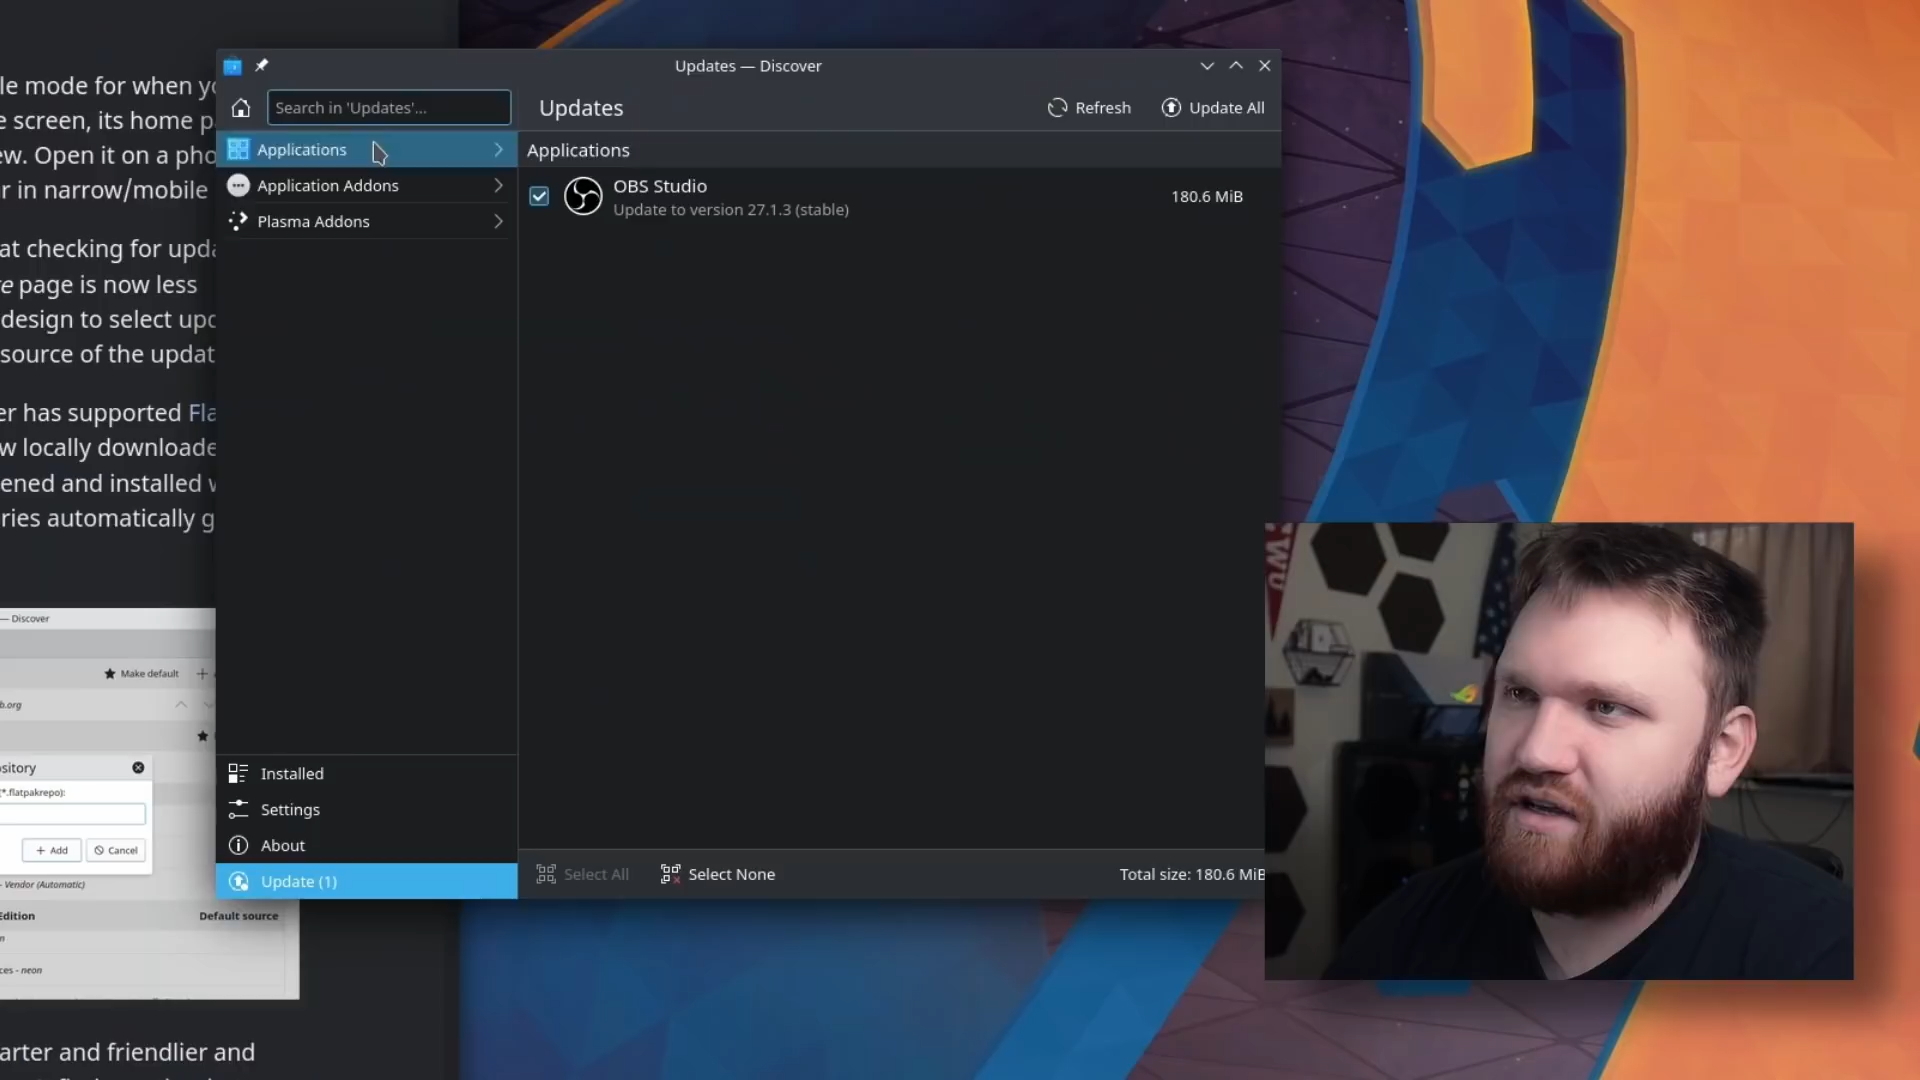 le mode for when yo
e screen, its home p
ew. Open it on a pho
r in narrow/mobile
at checking for upda
e page is now less
design to select upd
source of the updat
er has supported Fla
w locally downloade
ened and installed w
ries automatically g
— Discover
Make default
b.org
ository
(*.flatpakrepo):
+ Add
Cancel
- Vendor (Automatic)
Edition
Default source
ces - neon
arter and friendlier and
Updates — Discover
Search in 'Updates'...
Updates
Refresh
Update All
Applications
Application Addons
Plasma Addons
Applications
OBS Studio
Update to version 27.1.3 (stable)
180.6 MiB
Installed
Settings
About
Update (1)
Select All
Select None
Total size: 180.6 MiB
TWU